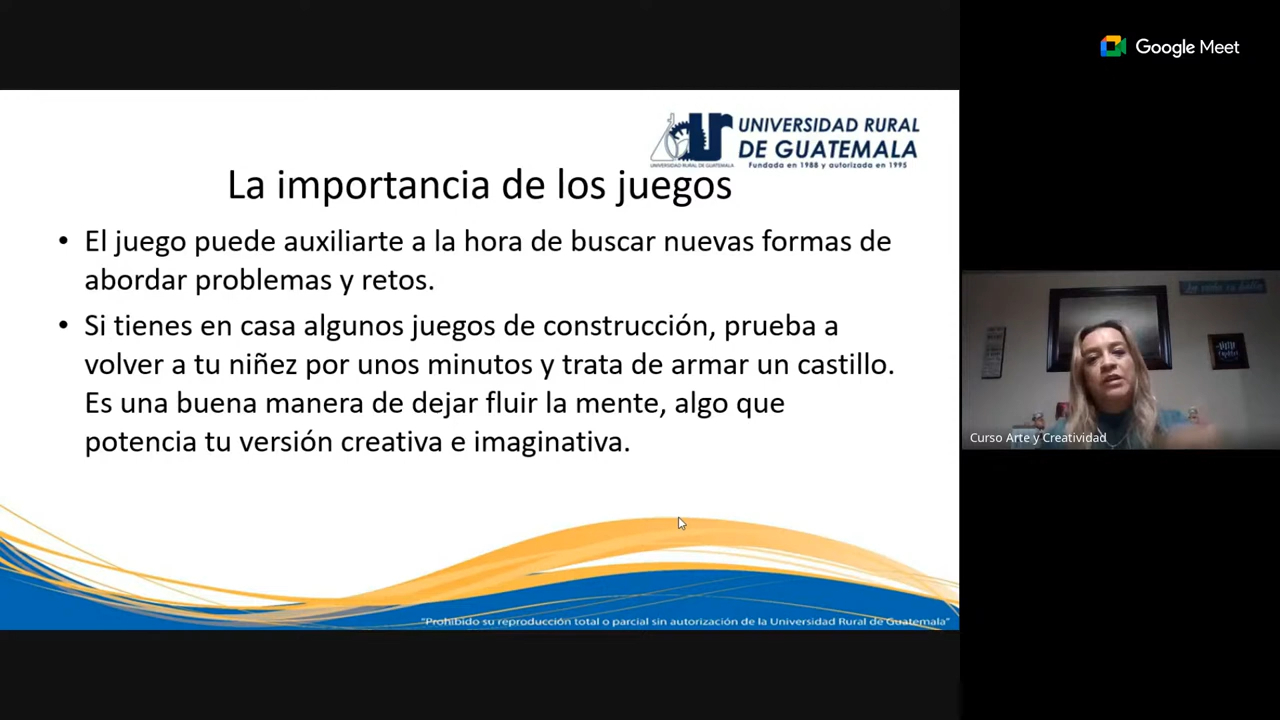 Google Meet
UNIVERSIDAD RURAL
DE GUATEMALA
UNIVERSIDAD RURAL DE GUATEMALA
Fundada en 1988 y autorizada en 1995
La importancia de los juegos
• El juego puede auxiliarte a la hora de buscar nuevas formas de
abordar problemas y retos.
• Si tienes en casa algunos juegos de construcción, prueba a
volver a tu niñez por unos minutos y trata de armar un castillo.
Es una buena manera de dejar fluir la mente, algo que
potencia tu versión creativa e imaginativa.
"Prohibido su reproducción total o parcial sin autorización de la Universidad Rural de Guatemala"
Curso Arte y Creatividad